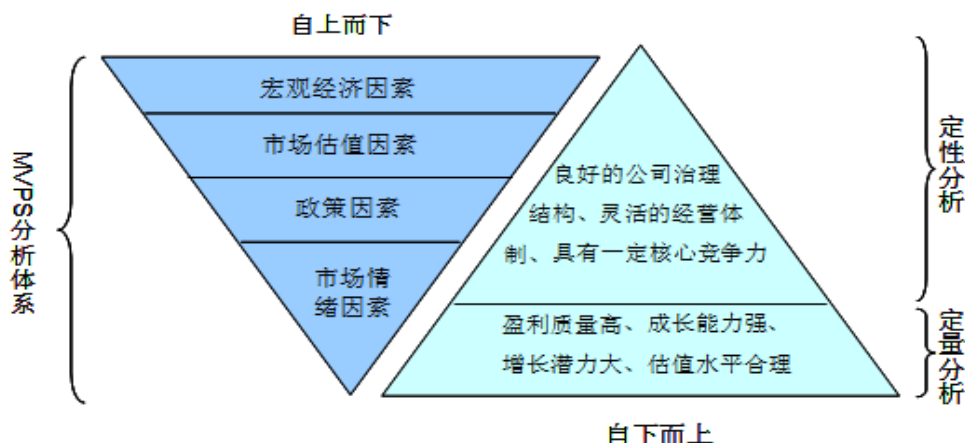 自上而下
MVPS分析体系
宏观经济因素
市场估值因素
政策因素
市场情
绪因素
良好的公司治理
结构、灵活的经营体
制、具有一定核心竞争力
盈利质量高、成长能力强、
增长潜力大、估值水平合理
定性分析
定量分析
自下而上